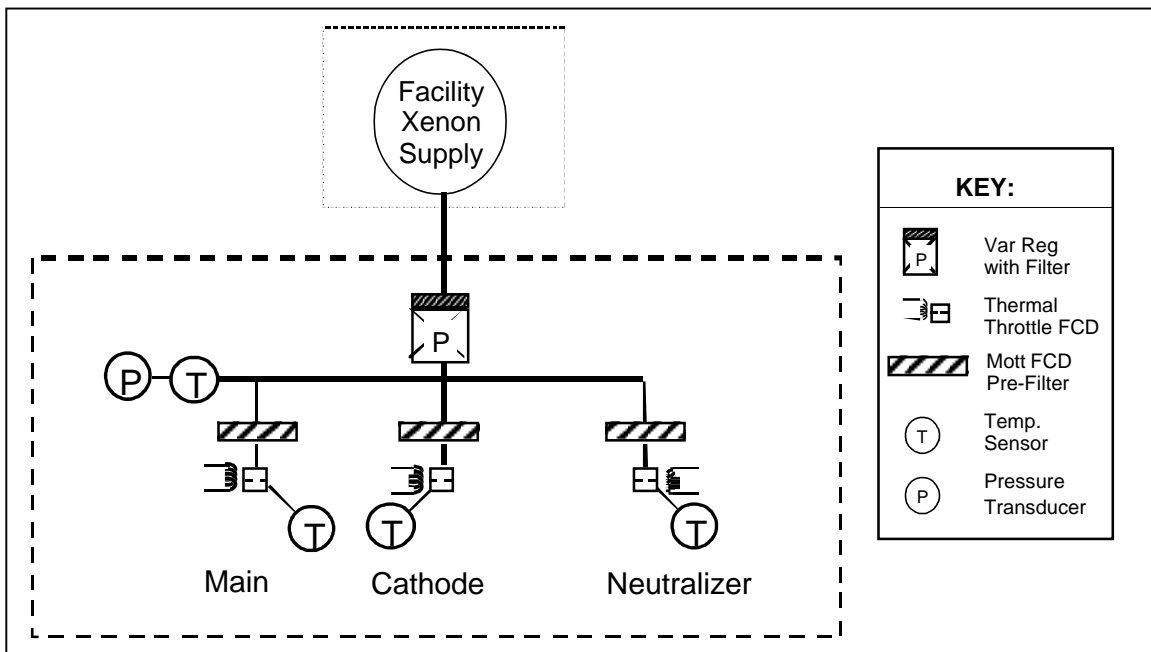 Facility
Xenon
Supply
P
P
T
T
T
T
Main
Cathode
Neutralizer
KEY:
P
Var Reg
with Filter
Thermal
Throttle FCD
Mott FCD
Pre-Filter
T
Temp.
Sensor
P
Pressure
Transducer